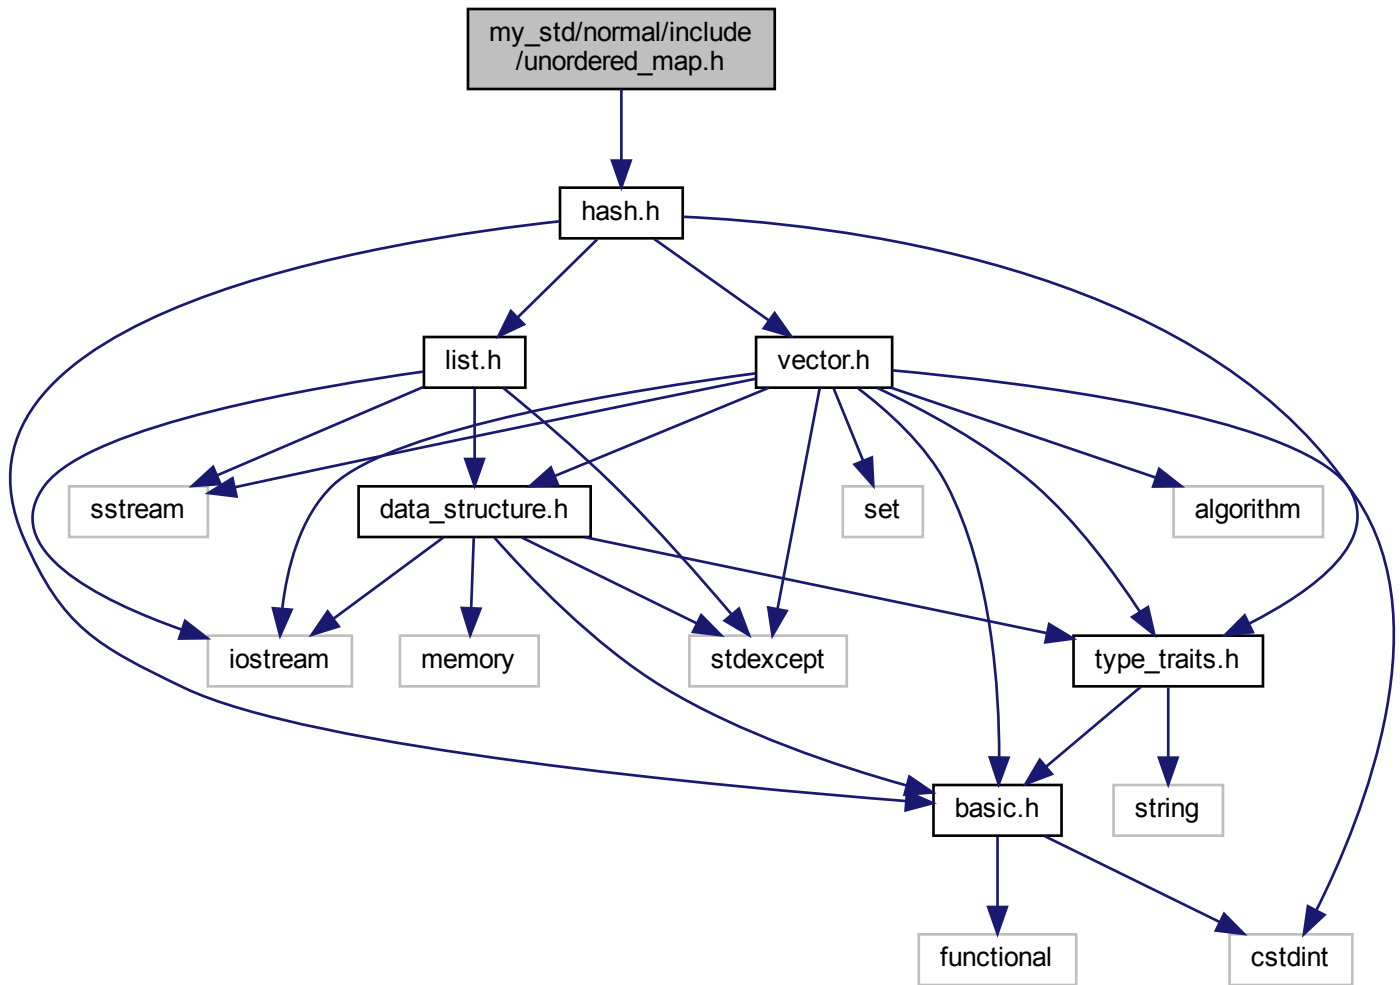 my_std/normal/include
/unordered_map.h
hash.h
list.h
vector.h
sstream
data_structure.h
set
algorithm
iostream
memory
stdexcept
type_traits.h
basic.h
string
functional
cstdint